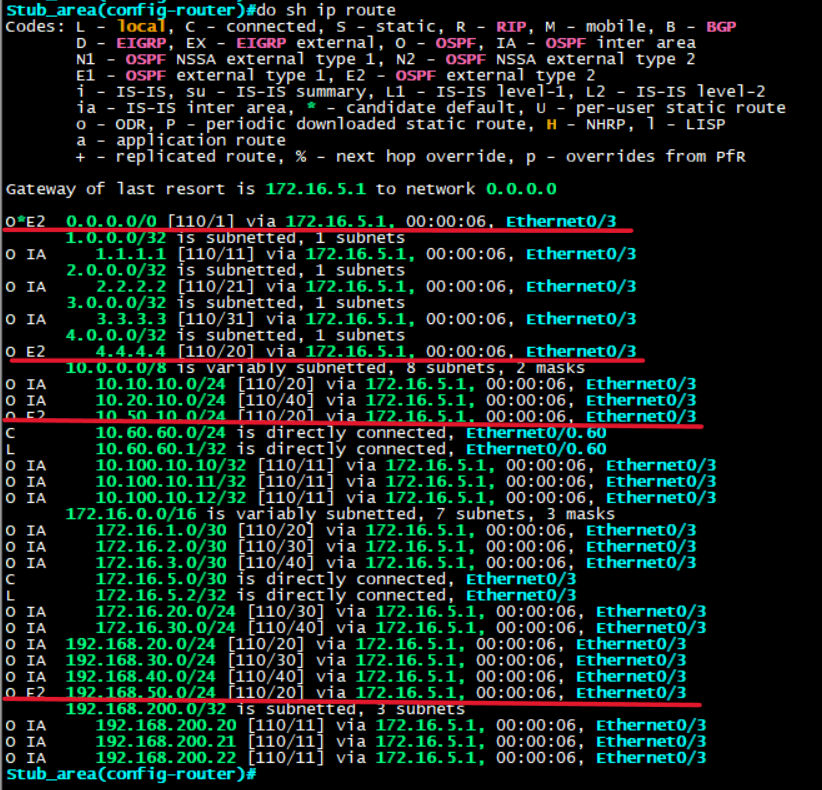 Stub_area(config-router)#do sh ip route
Codes: L - local, C - connected, S - static, R - RIP, M - mobile, B - BGP
D - EIGRP, EX - EIGRP external, O - OSPF, IA - OSPF inter area
N1 - OSPF NSSA external type 1, N2 - OSPF NSSA external type 2
E1 - OSPF external type 1, E2 - OSPF external type 2
i - IS-IS, su - IS-IS summary, L1 - IS-IS level-1, L2 - IS-IS level-2
ia - IS-IS inter area, * - candidate default, U - per-user static route
o - ODR, P - periodic downloaded static route, H - NHRP, l - LISP
a - application route
+ - replicated route, % - next hop override, p - overrides from PfR
Gateway of last resort is 172.16.5.1 to network 0.0.0.0
O*E2 0.0.0.0/0 [110/1] via 172.16.5.1, 00:00:06, Ethernet0/3
1.0.0.0/32 is subnetted, 1 subnets
O IA 1.1.1.1 [110/11] via 172.16.5.1, 00:00:06, Ethernet0/3
2.0.0.0/32 is subnetted, 1 subnets
O IA 2.2.2.2 [110/21] via 172.16.5.1, 00:00:06, Ethernet0/3
3.0.0.0/32 is subnetted, 1 subnets
O IA 3.3.3.3 [110/31] via 172.16.5.1, 00:00:06, Ethernet0/3
4.0.0.0/32 is subnetted, 1 subnets
O E2 4.4.4.4 [110/20] via 172.16.5.1, 00:00:06, Ethernet0/3
10.0.0.0/8 is variably subnetted, 8 subnets, 2 masks
O IA 10.10.10.0/24 [110/20] via 172.16.5.1, 00:00:06, Ethernet0/3
O IA 10.20.10.0/24 [110/40] via 172.16.5.1, 00:00:06, Ethernet0/3
O E2 10.50.10.0/24 [110/20] via 172.16.5.1, 00:00:06, Ethernet0/3
C 10.60.60.0/24 is directly connected, Ethernet0/0.60
L 10.60.60.1/32 is directly connected, Ethernet0/0.60
O IA 10.100.10.10/32 [110/11] via 172.16.5.1, 00:00:06, Ethernet0/3
O IA 10.100.10.11/32 [110/11] via 172.16.5.1, 00:00:06, Ethernet0/3
O IA 10.100.10.12/32 [110/11] via 172.16.5.1, 00:00:06, Ethernet0/3
172.16.0.0/16 is variably subnetted, 7 subnets, 3 masks
O IA 172.16.1.0/30 [110/20] via 172.16.5.1, 00:00:06, Ethernet0/3
O IA 172.16.2.0/30 [110/30] via 172.16.5.1, 00:00:06, Ethernet0/3
O IA 172.16.3.0/30 [110/40] via 172.16.5.1, 00:00:06, Ethernet0/3
C 172.16.5.0/30 is directly connected, Ethernet0/3
L 172.16.5.2/32 is directly connected, Ethernet0/3
O IA 172.16.20.0/24 [110/30] via 172.16.5.1, 00:00:06, Ethernet0/3
O IA 172.16.30.0/24 [110/40] via 172.16.5.1, 00:00:06, Ethernet0/3
O IA 192.168.20.0/24 [110/20] via 172.16.5.1, 00:00:06, Ethernet0/3
O IA 192.168.30.0/24 [110/30] via 172.16.5.1, 00:00:06, Ethernet0/3
O IA 192.168.40.0/24 [110/40] via 172.16.5.1, 00:00:06, Ethernet0/3
O E2 192.168.50.0/24 [110/20] via 172.16.5.1, 00:00:06, Ethernet0/3
192.168.200.0/32 is subnetted, 3 subnets
O IA 192.168.200.20 [110/11] via 172.16.5.1, 00:00:06, Ethernet0/3
O IA 192.168.200.21 [110/11] via 172.16.5.1, 00:00:06, Ethernet0/3
O IA 192.168.200.22 [110/11] via 172.16.5.1, 00:00:06, Ethernet0/3
Stub_area(config-router)#